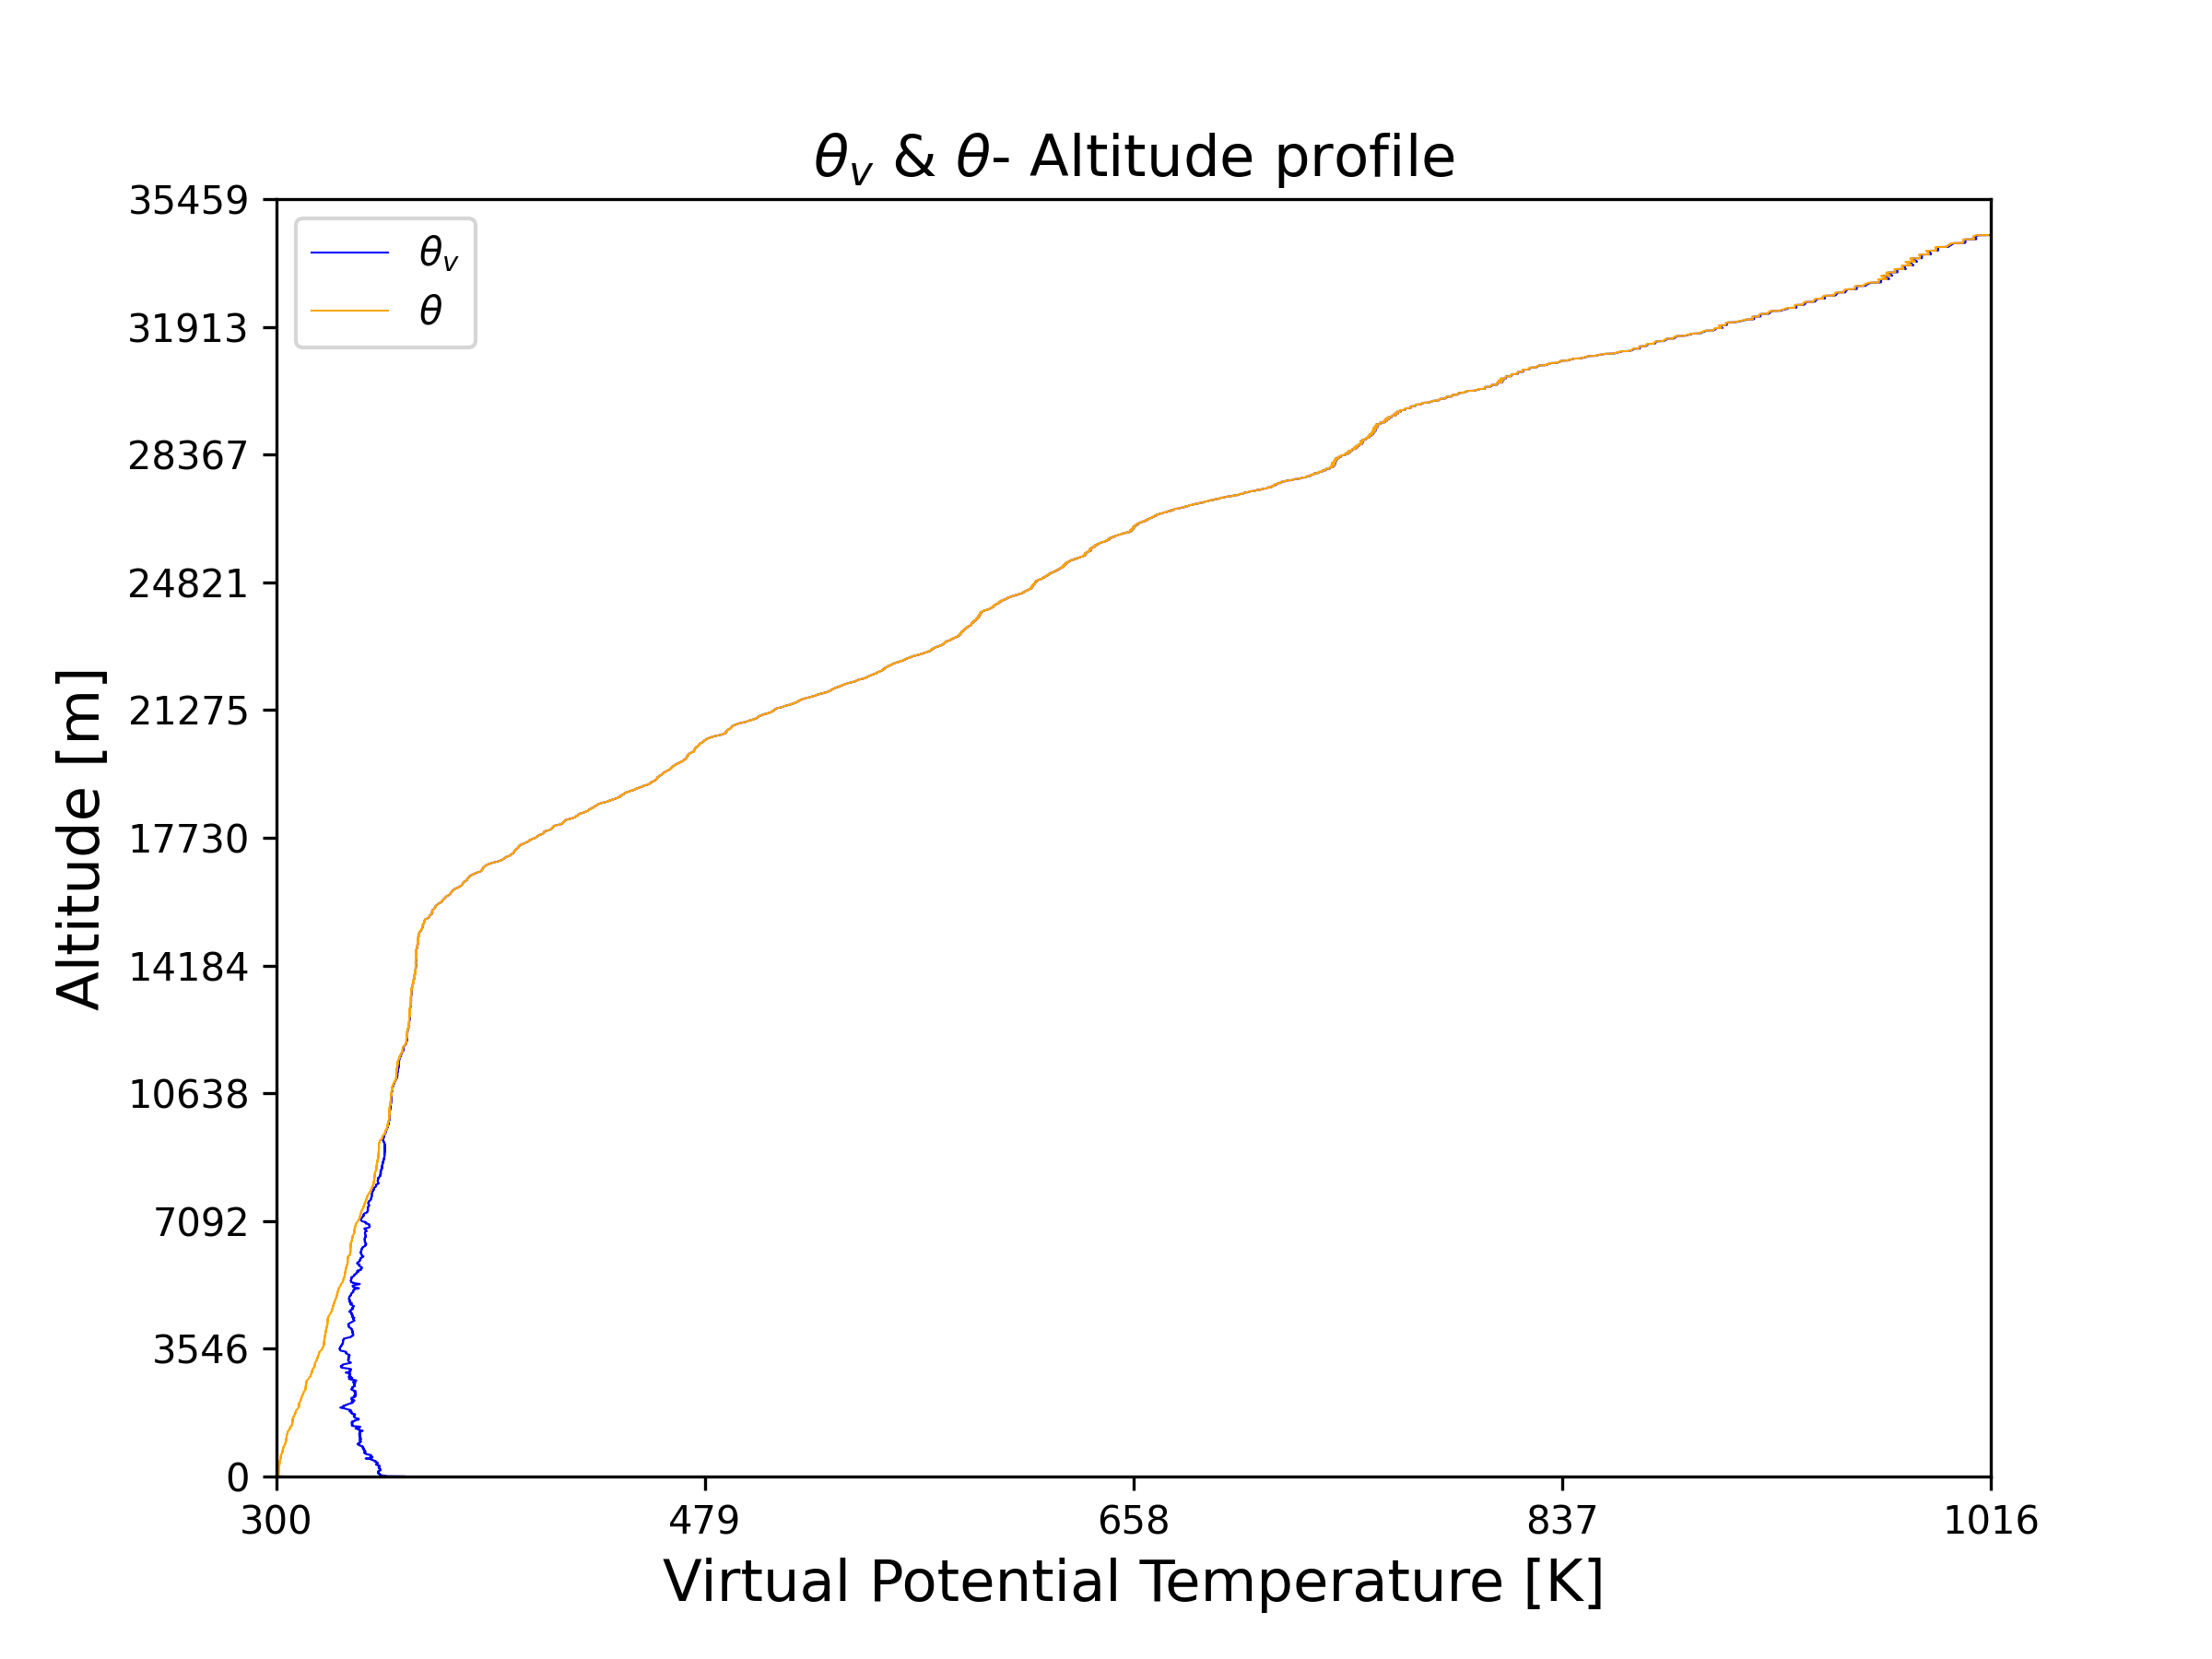 θv & θ- Altitude profile
θv
θ
35459
31913
28367
24821
21275
17730
14184
10638
7092
3546
0
Altitude [m]
300 479 658 837 1016
Virtual Potential Temperature [K]